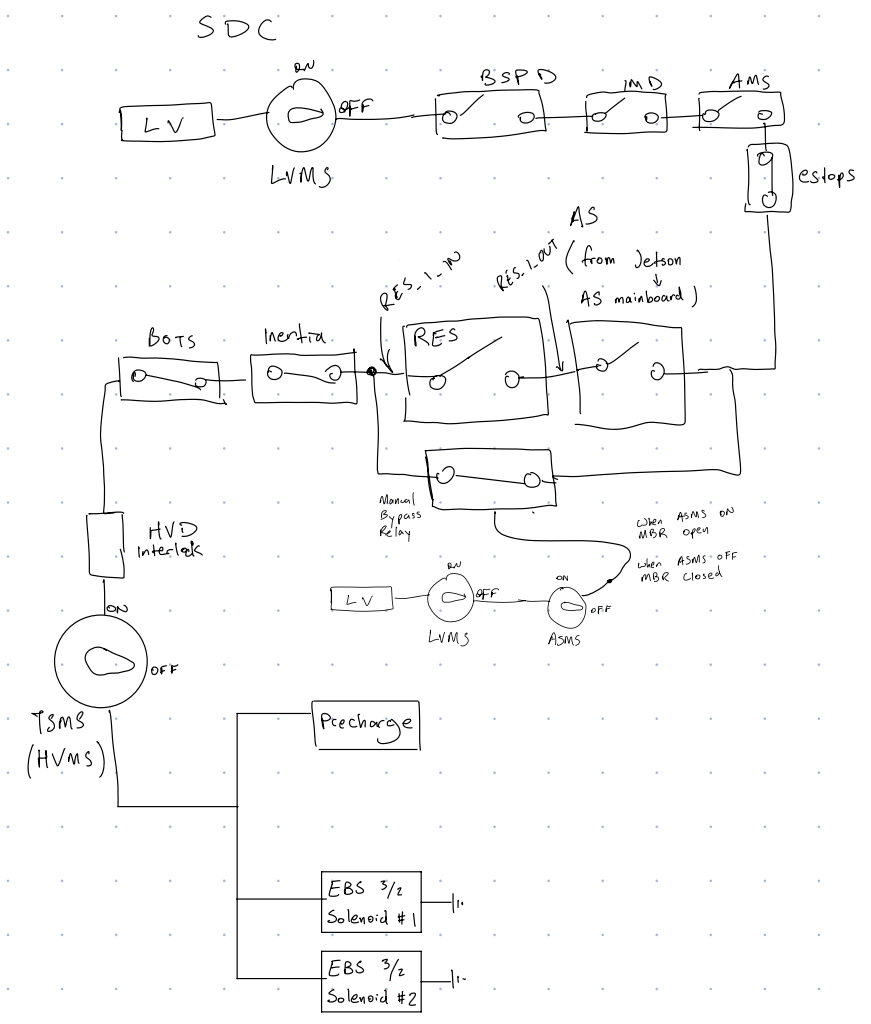 SDC
LV
ON
OFF
LVMS
BSPD
IMD
AMS
estops
AS
(from Jetson
↓
AS mainboard)
RES_1_OUT
RES_1_IN
RES
Inertia
BOTS
Manual
Bypass
Relay
When ASMS ON
MBR open
When ASMS OFF
MBR closed
LV
ON
OFF
LVMS
ON
OFF
ASMS
HVD
Interlock
ON
OFF
TSMS
(HVMS)
Precharge
EBS 3/2
Solenoid #1
EBS 3/2
Solenoid #2